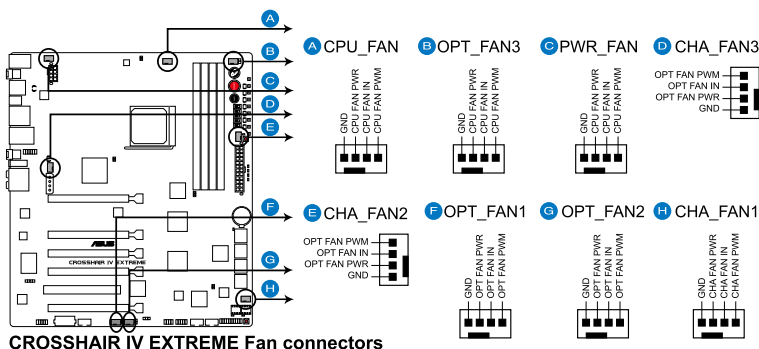 A
B
C
D
E
F
G
H
A CPU_FAN
GND
CPU FAN PWR
CPU FAN IN
CPU FAN PWM
B OPT_FAN3
GND
CPU FAN PWR
CPU FAN IN
CPU FAN PWM
C PWR_FAN
GND
CPU FAN PWR
CPU FAN IN
CPU FAN PWM
D CHA_FAN3
OPT FAN PWM
OPT FAN IN
OPT FAN PWR
GND
E CHA_FAN2
OPT FAN PWM
OPT FAN IN
OPT FAN PWR
GND
F OPT_FAN1
GND
OPT FAN PWR
OPT FAN IN
OPT FAN PWM
G OPT_FAN2
GND
OPT FAN PWR
OPT FAN IN
OPT FAN PWM
H CHA_FAN1
GND
CHA FAN PWR
CHA FAN IN
CHA FAN PWM
ASUS
CROSSHAIR IV EXTREME
CROSSHAIR IV EXTREME Fan connectors